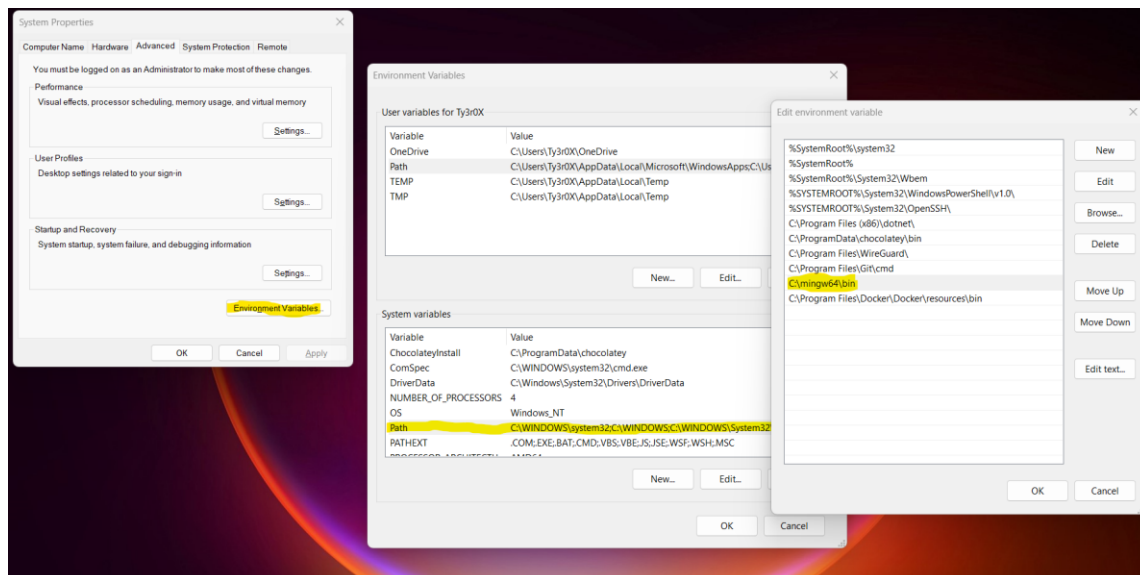 System Properties
Computer Name Hardware Advanced System Protection Remote
You must be logged on as an Administrator to make most of these changes.
Performance
Visual effects, processor scheduling, memory usage, and virtual memory
Settings...
User Profiles
Desktop settings related to your sign-in
Settings...
Startup and Recovery
System startup, system failure, and debugging information
Settings...
Environment Variables...
OK Cancel Apply
Environment Variables
User variables for Ty3r0X
Variable Value
OneDrive C:\Users\Ty3r0X\OneDrive
Path C:\Users\Ty3r0X\AppData\Local\Microsoft\WindowsApps;C:\Us
TEMP C:\Users\Ty3r0X\AppData\Local\Temp
TMP C:\Users\Ty3r0X\AppData\Local\Temp
New... Edit...
System variables
Variable Value
ChocolateyInstall C:\ProgramData\chocolatey
ComSpec C:\WINDOWS\system32\cmd.exe
DriverData C:\Windows\System32\Drivers\DriverData
NUMBER_OF_PROCESSORS 4
OS Windows_NT
Path C:\WINDOWS\system32;C:\WINDOWS;C:\WINDOWS\System32\
PATHEXT .COM;.EXE;.BAT;.CMD;.VBS;.VBE;.JS;.JSE;.WSF;.WSH;.MSC
New... Edit...
OK Cancel
Edit environment variable
%SystemRoot%\system32
%SystemRoot%
%SystemRoot%\System32\Wbem
%SYSTEMROOT%\System32\WindowsPowerShell\v1.0\
%SYSTEMROOT%\System32\OpenSSH\
C:\Program Files (x86)\dotnet\
C:\ProgramData\chocolatey\bin
C:\Program Files\WireGuard\
C:\Program Files\Git\cmd
C:\mingw64\bin
C:\Program Files\Docker\Docker\resources\bin
New
Edit
Browse...
Delete
Move Up
Move Down
Edit text...
OK Cancel